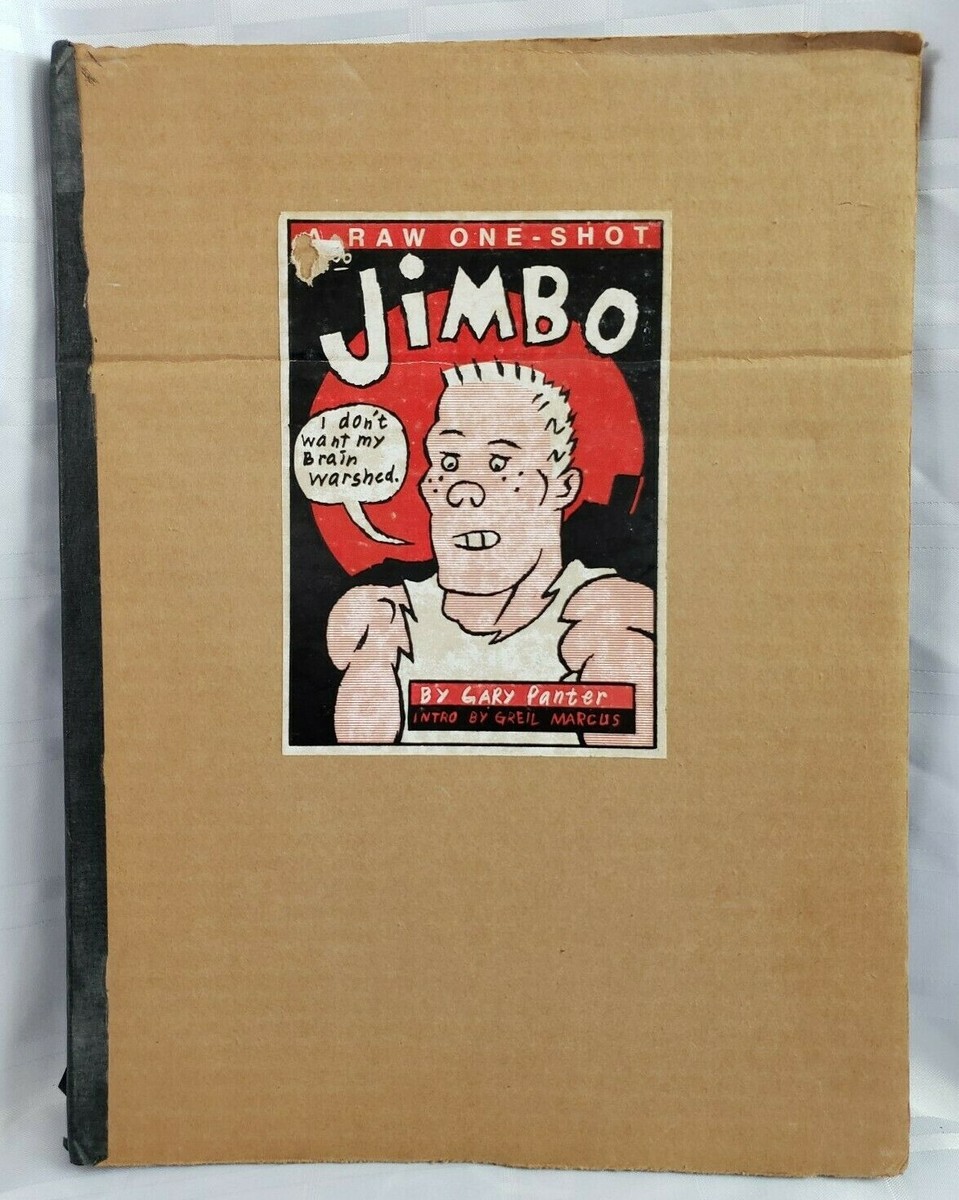 A RAW ONE-SHOT
JiMBO
I don't
want my
Brain
warshed.
BY GARY Panter
INTRO BY GREIL MARCUS